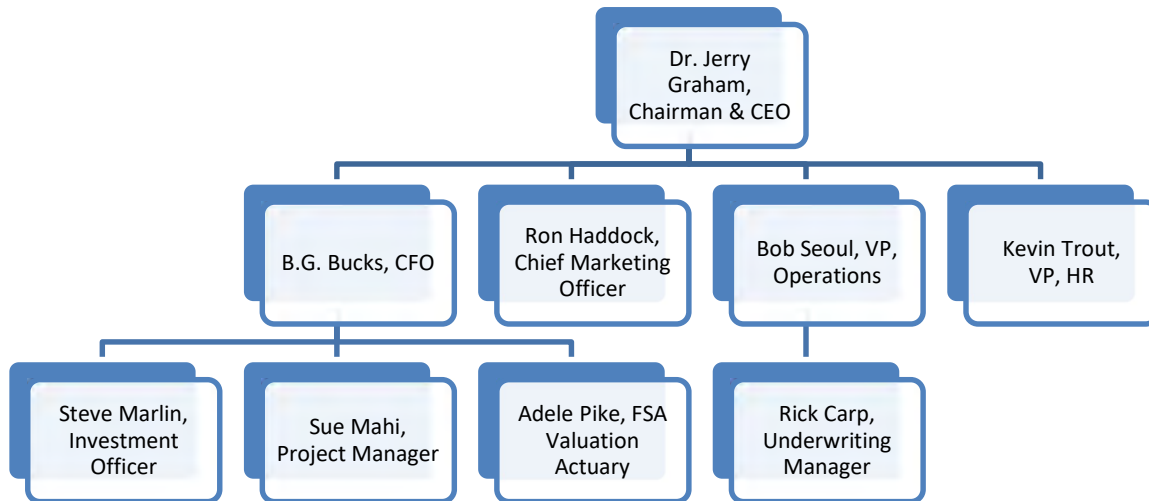 Dr. Jerry
Graham,
Chairman & CEO
B.G. Bucks, CFO
Ron Haddock,
Chief Marketing
Officer
Bob Seoul, VP,
Operations
Kevin Trout,
VP, HR
Steve Marlin,
Investment
Officer
Sue Mahi,
Project Manager
Adele Pike, FSA
Valuation
Actuary
Rick Carp,
Underwriting
Manager